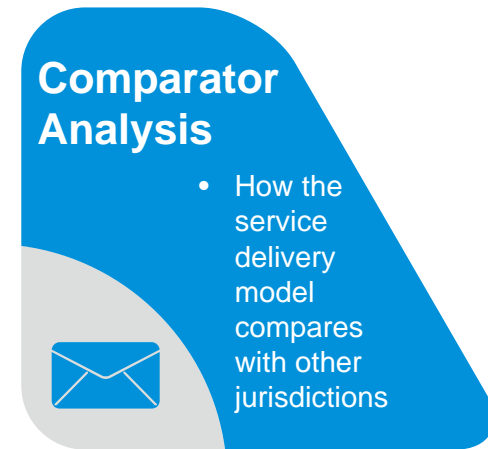 Comparator
Analysis
• How the
service
delivery
model
compares
with other
jurisdictions